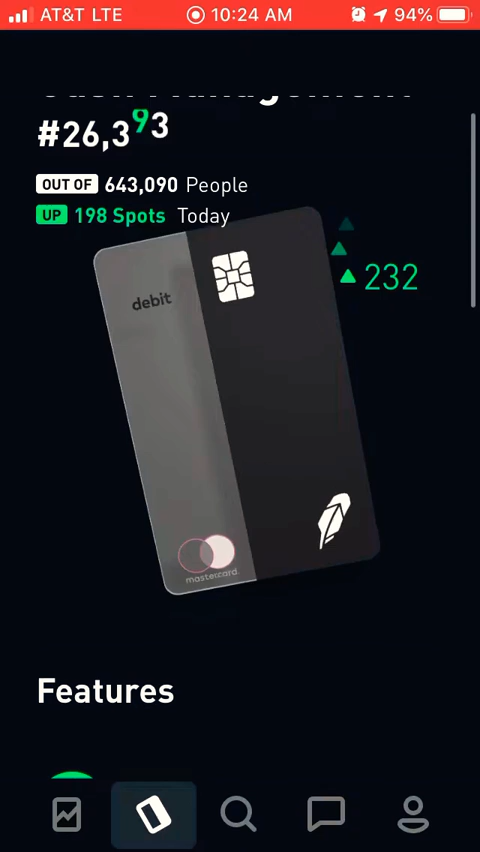 AT&T LTE 10:24 AM 94%
#26,393
OUT OF 643,090 People
UP 198 Spots Today
232
debit
mastercard
Features